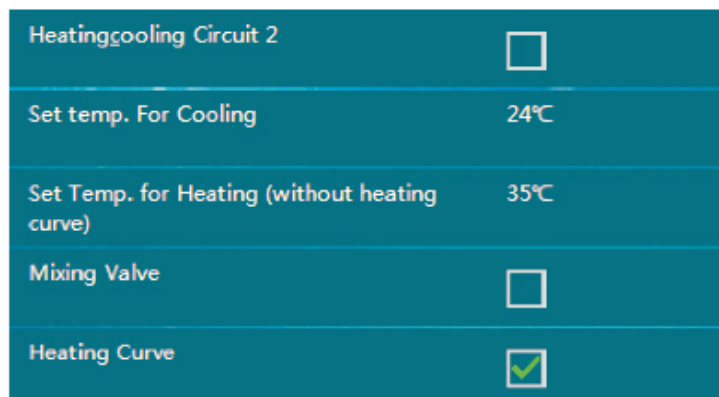 Heatingcooling Circuit 2
Set temp. For Cooling 24℃
Set Temp. for Heating (without heating 35℃
curve)
Mixing Valve
Heating Curve